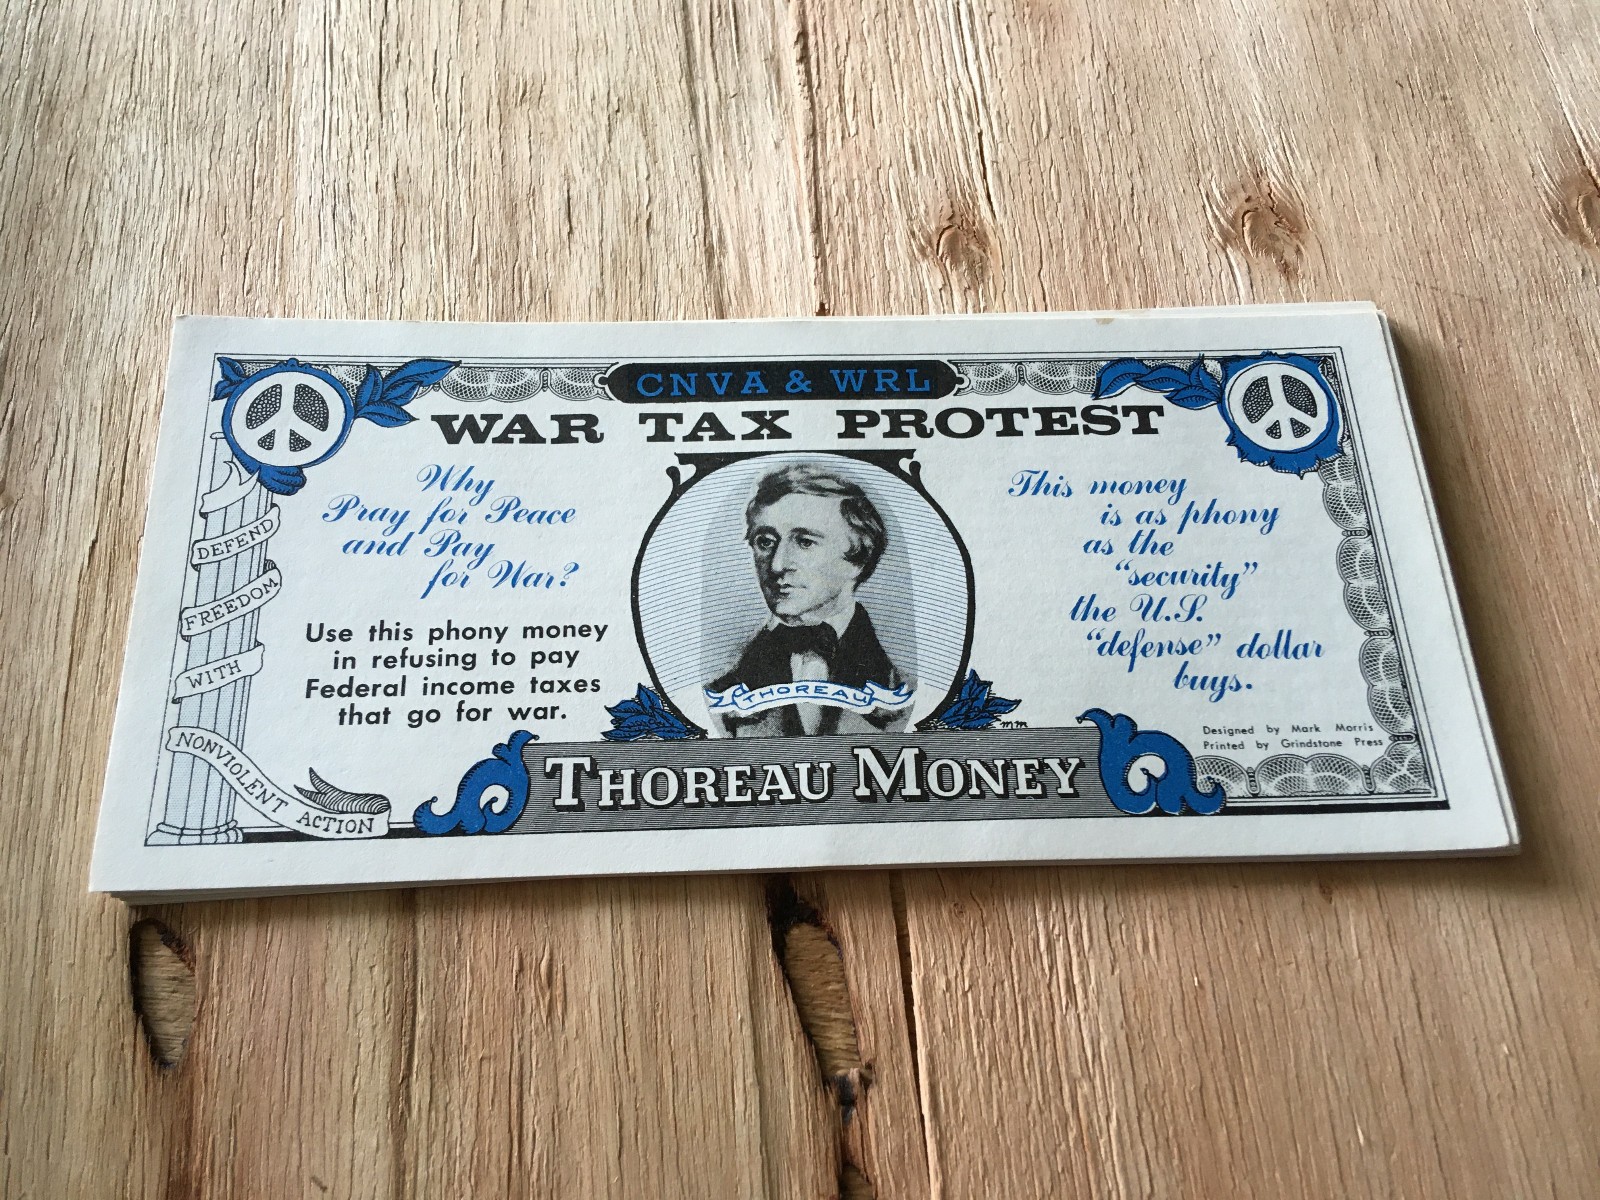 CNVA & WRL
WAR TAX PROTEST
Why
Pray for Peace
and Pay
for War?
Use this phony money
in refusing to pay
Federal income taxes
that go for war.
DEFEND
FREEDOM
WITH
NONVIOLENT
ACTION
THOREAU
mm
THOREAU MONEY
This money
is as phony
as the
“security”
the U.S.
“defense” dollar
buys.
Designed by Mark Morris
Printed by Grindstone Press